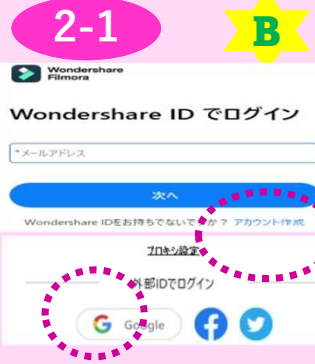 2-1
B
Wondershare
Filmora
Wondershare ID でログイン
*メールアドレス
次へ
Wondershare IDをお持ちでないですか？ アカウント作成
プロキシ設定
外部IDでログイン
Google